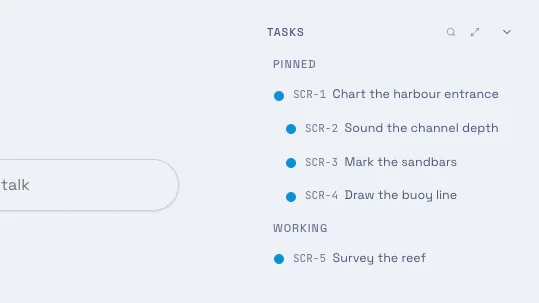 TASKS
PINNED
SCR-1 Chart the harbour entrance
SCR-2 Sound the channel depth
SCR-3 Mark the sandbars
talk
SCR-4 Draw the buoy line
WORKING
SCR-5 Survey the reef